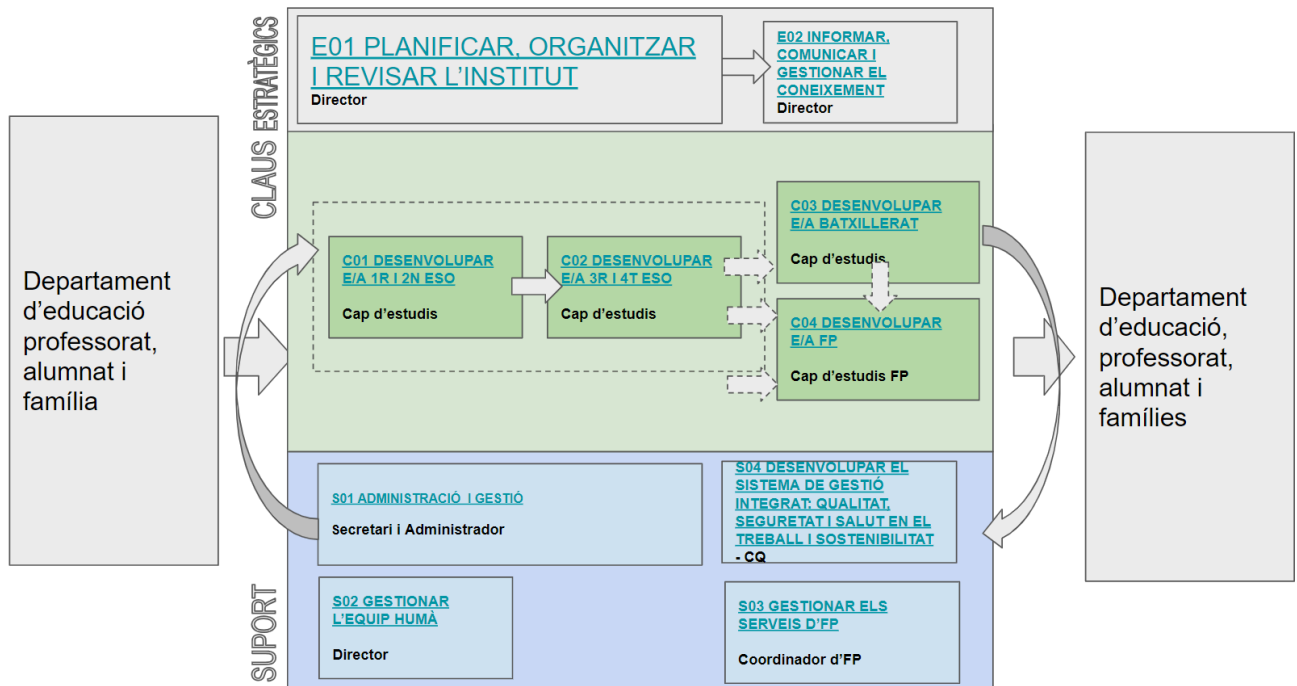 ESTRATÈGICS
E01 PLANIFICAR, ORGANITZAR
I REVISAR L'INSTITUT
Director
E02 INFORMAR,
COMUNICAR I
GESTIONAR EL
CONEIXEMENT
Director
Departament
d'educació
professorat,
alumnat i
família
CLAUS
C01 DESENVOLUPAR
E/A 1R I 2N ESO
Cap d'estudis
C02 DESENVOLUPAR
E/A 3R I 4T ESO
Cap d'estudis
C03 DESENVOLUPAR
E/A BATXILLERAT
Cap d'estudis
C04 DESENVOLUPAR
E/A FP
Cap d'estudis FP
Departament
d'educació,
professorat,
alumnat i
famílies
SUPORT
S01 ADMINISTRACIÓ I GESTIÓ
Secretari i Administrador
S04 DESENVOLUPAR EL
SISTEMA DE GESTIÓ
INTEGRAT: QUALITAT,
SEGURETAT I SALUT EN EL
TREBALL I SOSTENIBILITAT
- CQ
S02 GESTIONAR
L'EQUIP HUMÀ
Director
S03 GESTIONAR ELS
SERVEIS D'FP
Coordinador d'FP